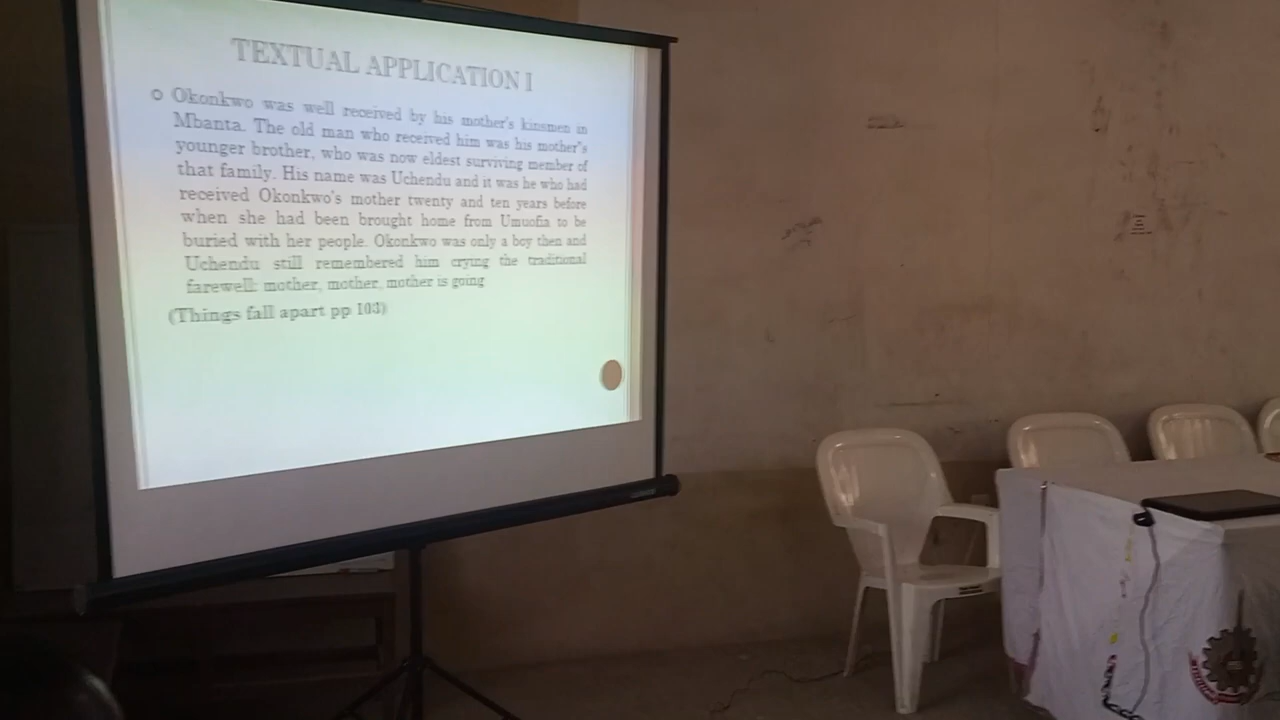 TEXTUAL APPLICATION I
Okonkwo was well received by his mother's kinsmen in
Mbanta. The old man who received him was his mother's
younger brother, who was now eldest surviving member of
that family. His name was Uchendu and it was he who had
received Okonkwo's mother twenty and ten years before
when she had been brought home from Umuofia to be
buried with her people. Okonkwo was only a boy then and
Uchendu still remembered him crying the traditional
farewell: mother, mother, mother is going
(Things fall apart pp 103)